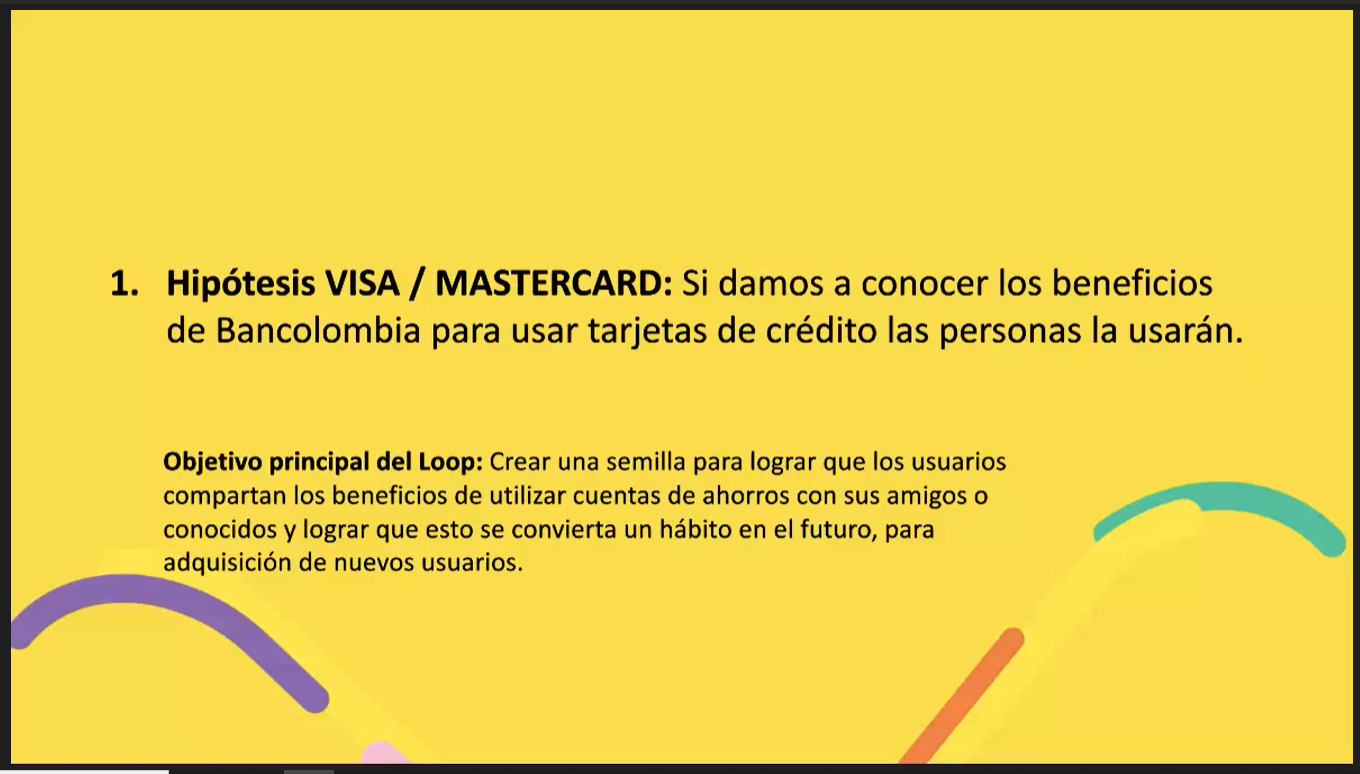 1. Hipótesis VISA / MASTERCARD: Si damos a conocer los beneficios
de Bancolombia para usar tarjetas de crédito las personas la usarán.
Objetivo principal del Loop: Crear una semilla para lograr que los usuarios
compartan los beneficios de utilizar cuentas de ahorros con sus amigos o
conocidos y lograr que esto se convierta un hábito en el futuro, para
adquisición de nuevos usuarios.